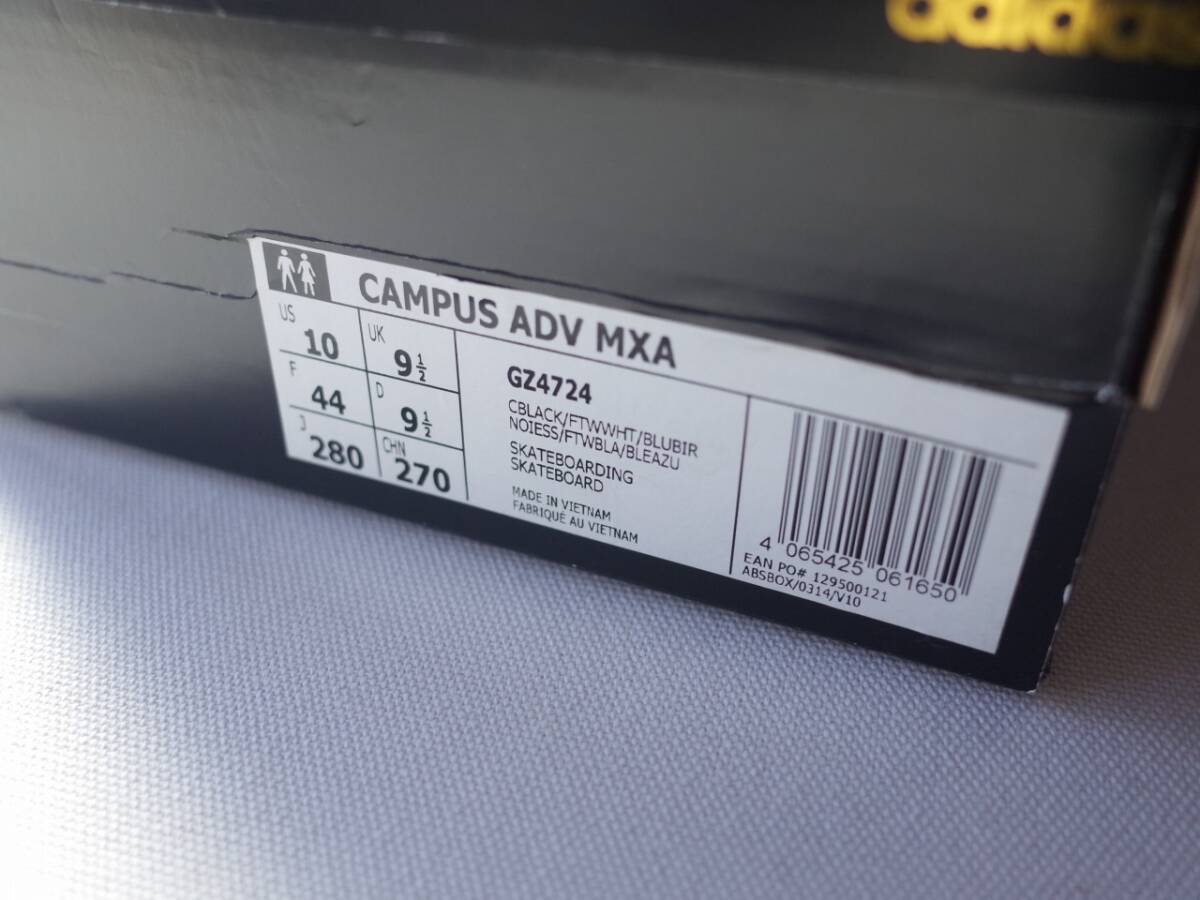 adidas
CAMPUS ADV MXA
US 10 UK 9 1/2
F 44 D 9 1/2
J 280 CHN 270
GZ4724
CBLACK/FTWWHT/BLUBIR
NOIESS/FTWBLA/BLEAZU
SKATEBOARDING
SKATEBOARD
MADE IN VIETNAM
FABRIQUÉ AU VIETNAM
4 065425 061650
EAN PO# 129500121
ABSBOX/0314/V10